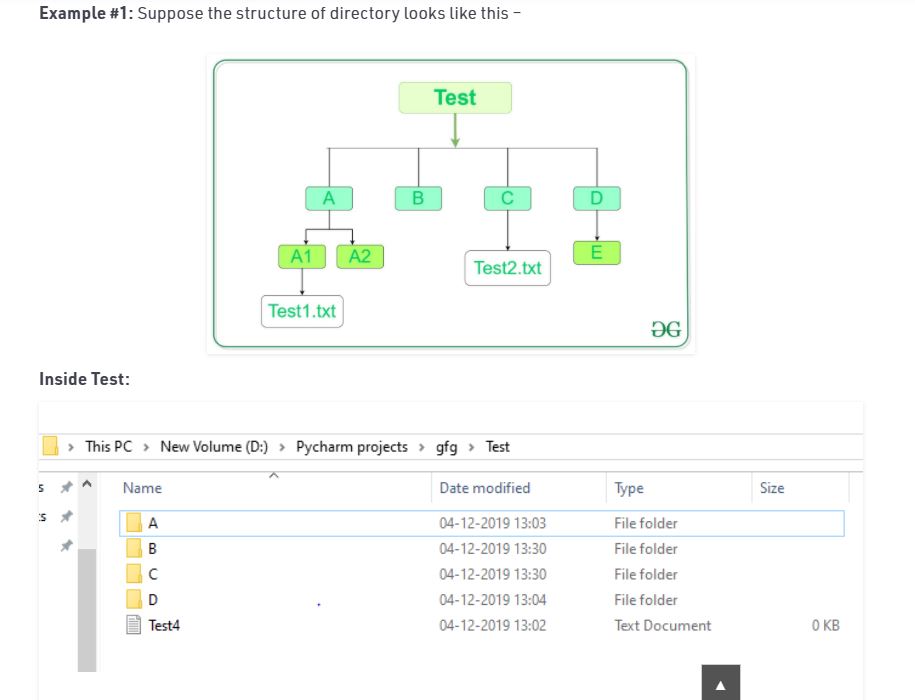 Example #1: Suppose the structure of directory looks like this –
Test
A B C D
A1 A2 Test2.txt E
Test1.txt
Inside Test:
› This PC › New Volume (D:) › Pycharm projects › gfg › Test
Name Date modified Type Size
A 04-12-2019 13:03 File folder
B 04-12-2019 13:30 File folder
C 04-12-2019 13:30 File folder
D 04-12-2019 13:04 File folder
Test4 04-12-2019 13:02 Text Document 0 KB